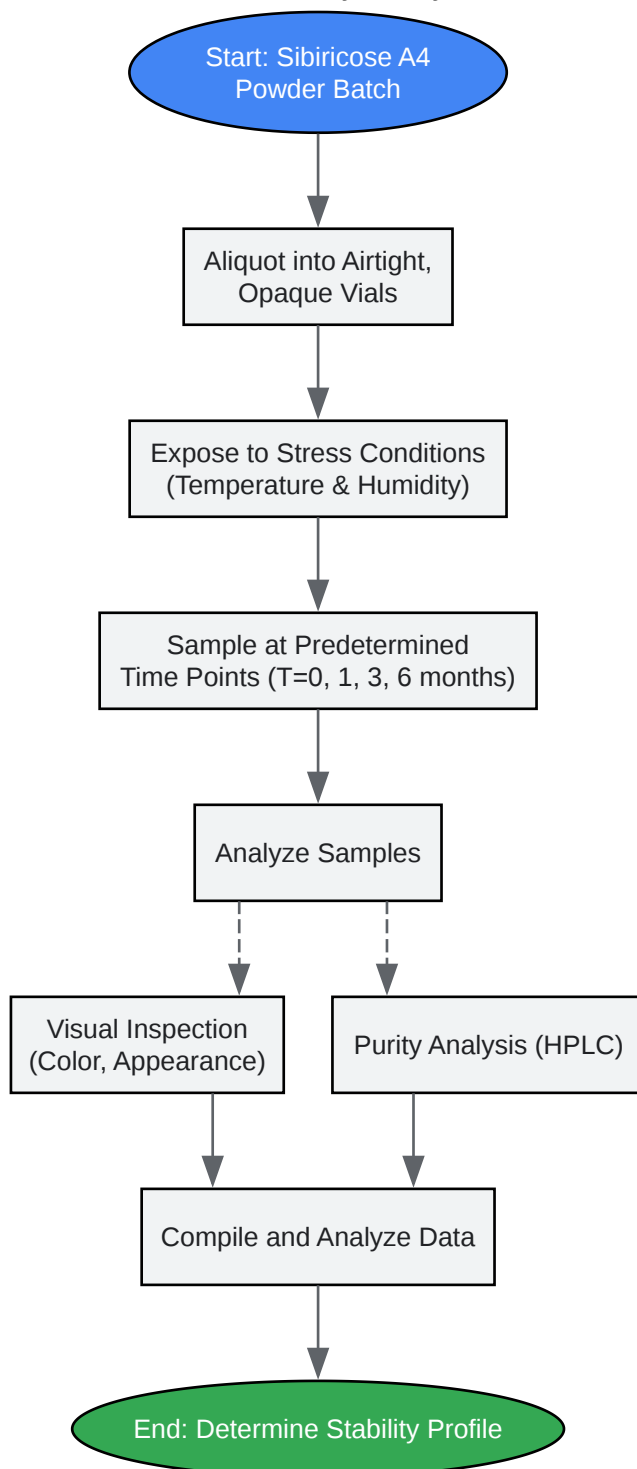 Start: Sibiricose A4
Powder Batch
Aliquot into Airtight,
Opaque Vials
Expose to Stress Conditions
(Temperature & Humidity)
Sample at Predetermined
Time Points (T=0, 1, 3, 6 months)
Analyze Samples
Visual Inspection
(Color, Appearance)
Purity Analysis (HPLC)
Compile and Analyze Data
End: Determine Stability Profile